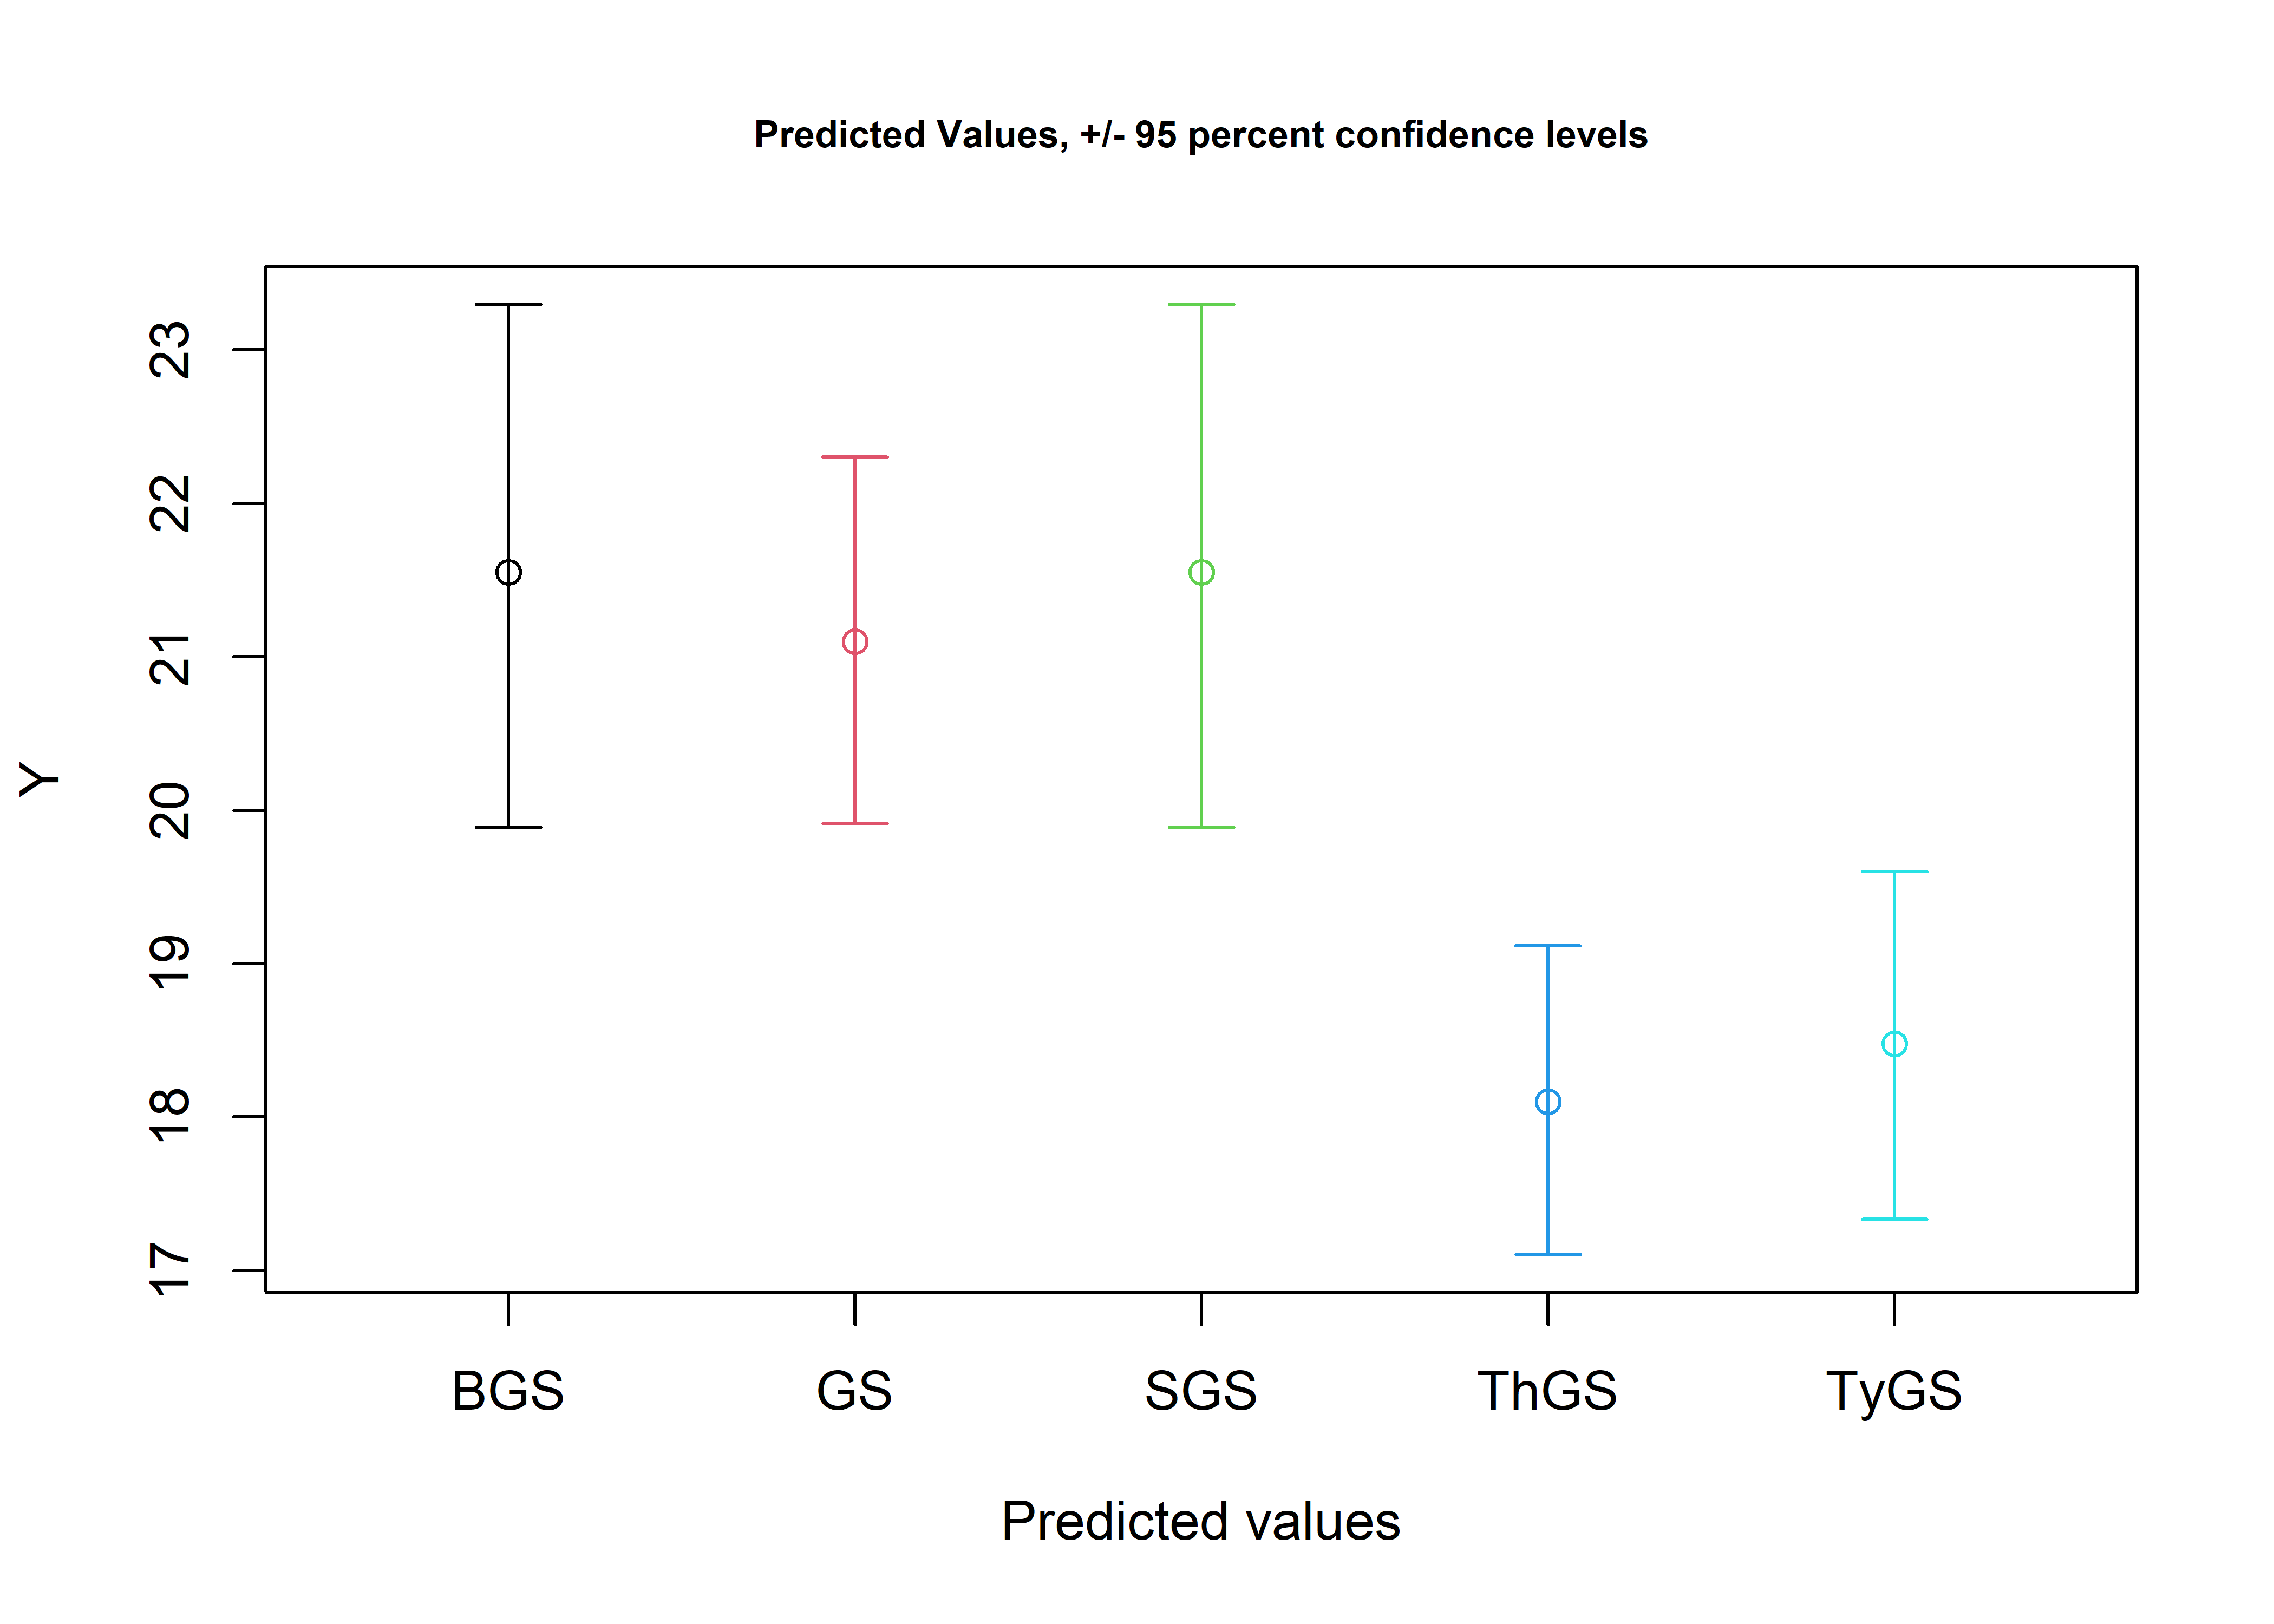 Predicted Values, +/- 95 percent confidence levels
23
22
21
20
19
18
17
Y
BGS GS SGS ThGS TyGS
Predicted values